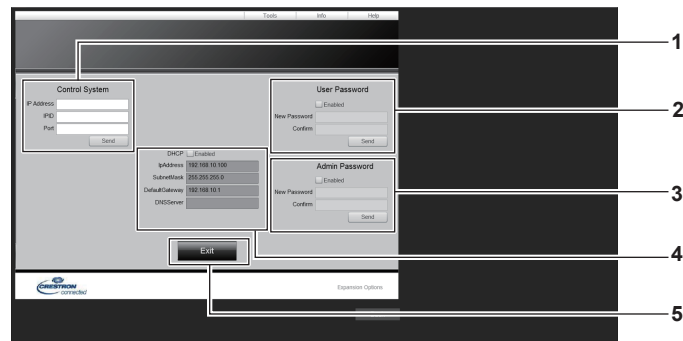 Tools Info Help
1
Control System
IP Address
IPID
Port
Send
User Password
Enabled
New Password
Confirm
Send
2
DHCP Enabled
IpAddress 192.168.10.100
SubnetMask 255.255.255.0
DefaultGateway 192.168.10.1
DNSServer
Admin Password
Enabled
New Password
Confirm
Send
3
4
Exit
CRESTRON
connected
Expansion Options
5